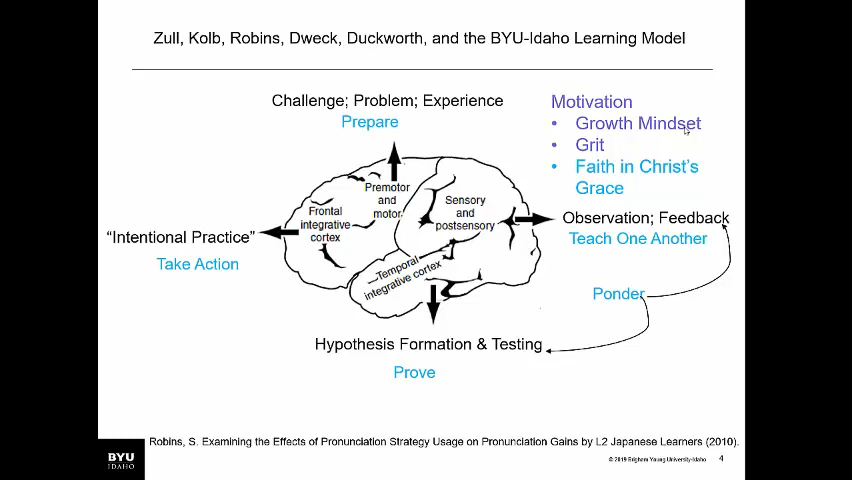 Zull, Kolb, Robins, Dweck, Duckworth, and the BYU-Idaho Learning Model
Challenge; Problem; Experience
Prepare
Motivation
• Growth Mindset
• Grit
• Faith in Christ's
Grace
Premotor
and
motor
Sensory
and
postsensory
Frontal
integrative
cortex
"Intentional Practice"
Take Action
Observation; Feedback
Teach One Another
Temporal
integrative cortex
Ponder
Hypothesis Formation & Testing
Prove
Robins, S. Examining the Effects of Pronunciation Strategy Usage on Pronunciation Gains by L2 Japanese Learners (2010).
BYU
IDAHO
© 2019 Brigham Young University-Idaho
4